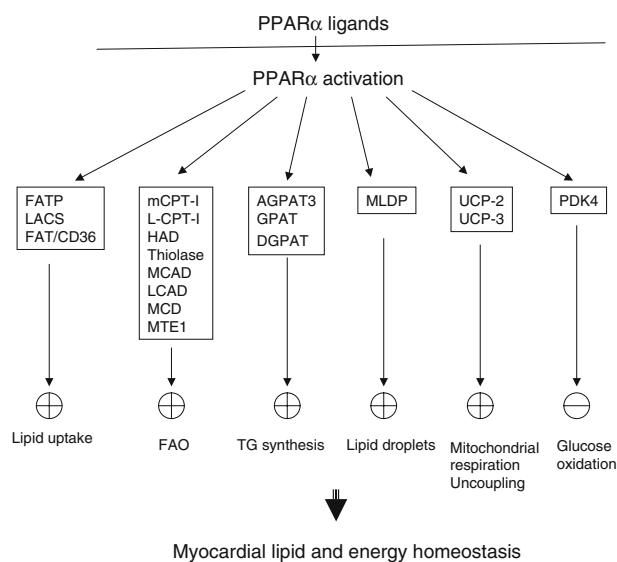 PPARα ligands
PPARα activation
FATP
LACS
FAT/CD36
mCPT-I
L-CPT-I
HAD
Thiolase
MCAD
LCAD
MCD
MTE1
AGPAT3
GPAT
DGPAT
MLDP
UCP-2
UCP-3
PDK4
Lipid uptake
FAO
TG synthesis
Lipid droplets
Mitochondrial
respiration
Uncoupling
Glucose
oxidation
Myocardial lipid and energy homeostasis